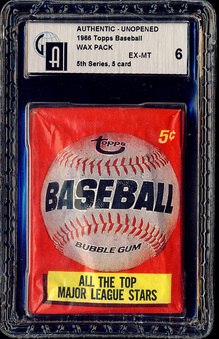 GAI
AUTHENTIC - UNOPENED
1966 Topps Baseball
WAX PACK
EX-MT 6
5th Series, 5 card
5¢
Topps
BASEBALL
BUBBLE GUM
ALL THE TOP
MAJOR LEAGUE STARS